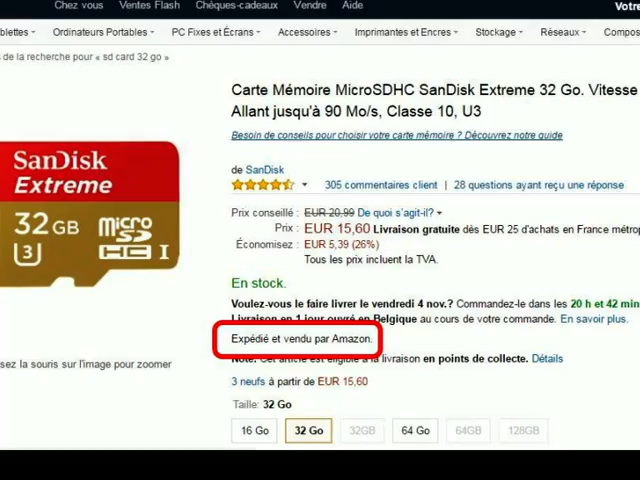 Chez vous Ventes Flash Chèques-cadeaux Vendre Aide Votre
blettes Ordinateurs Portables PC Fixes et Écrans Accessoires Imprimantes et Encres Stockage Réseaux Compos
s de la recherche pour « sd card 32 go »
Carte Mémoire MicroSDHC SanDisk Extreme 32 Go. Vitesse
Allant jusqu'à 90 Mo/s, Classe 10, U3
Besoin de conseils pour choisir votre carte mémoire ? Découvrez notre guide
de SanDisk
305 commentaires client | 28 questions ayant reçu une réponse
SanDisk
Extreme
32GB
micro
SD
HC I
U3
Prix conseillé : EUR 20,99 De quoi s'agit-il?
Prix : EUR 15,60 Livraison gratuite dès EUR 25 d'achats en France métrop
Économisez : EUR 5,39 (26%)
Tous les prix incluent la TVA.
En stock.
Voulez-vous le faire livrer le vendredi 4 nov.? Commandez-le dans les 20 h et 42 min
Livraison en 1 jour ouvré en Belgique au cours de votre commande. En savoir plus.
Expédié et vendu par Amazon.
Note: Cet article est éligible à la livraison en points de collecte. Détails
sez la souris sur l'image pour zoomer
3 neufs à partir de EUR 15,60
Taille: 32 Go
16 Go 32 Go 32GB 64 Go 64GB 128GB